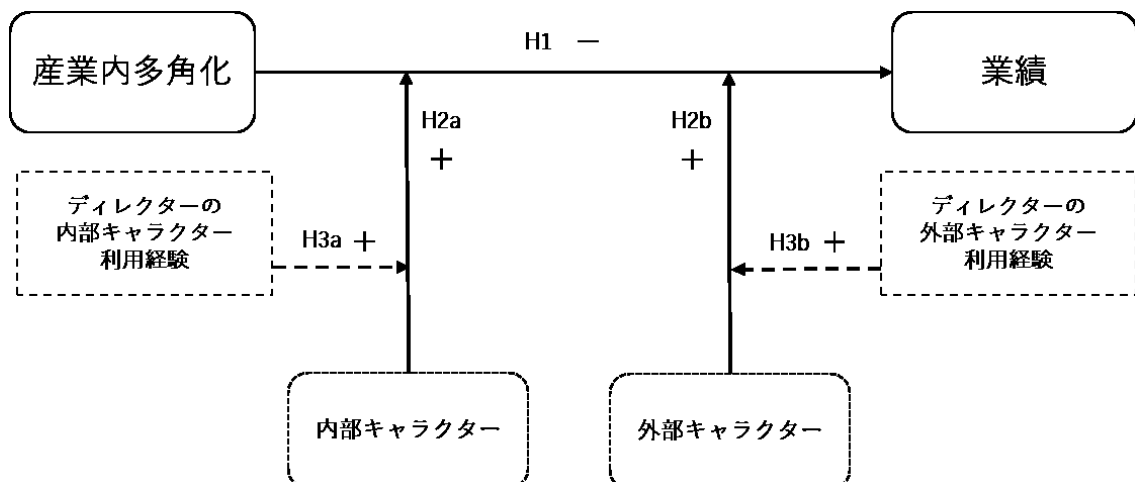 H1 −
産業内多角化
業績
H2a
+
H2b
+
ディレクターの
内部キャラクター
利用経験
H3a +
H3b +
ディレクターの
外部キャラクター
利用経験
内部キャラクター
外部キャラクター